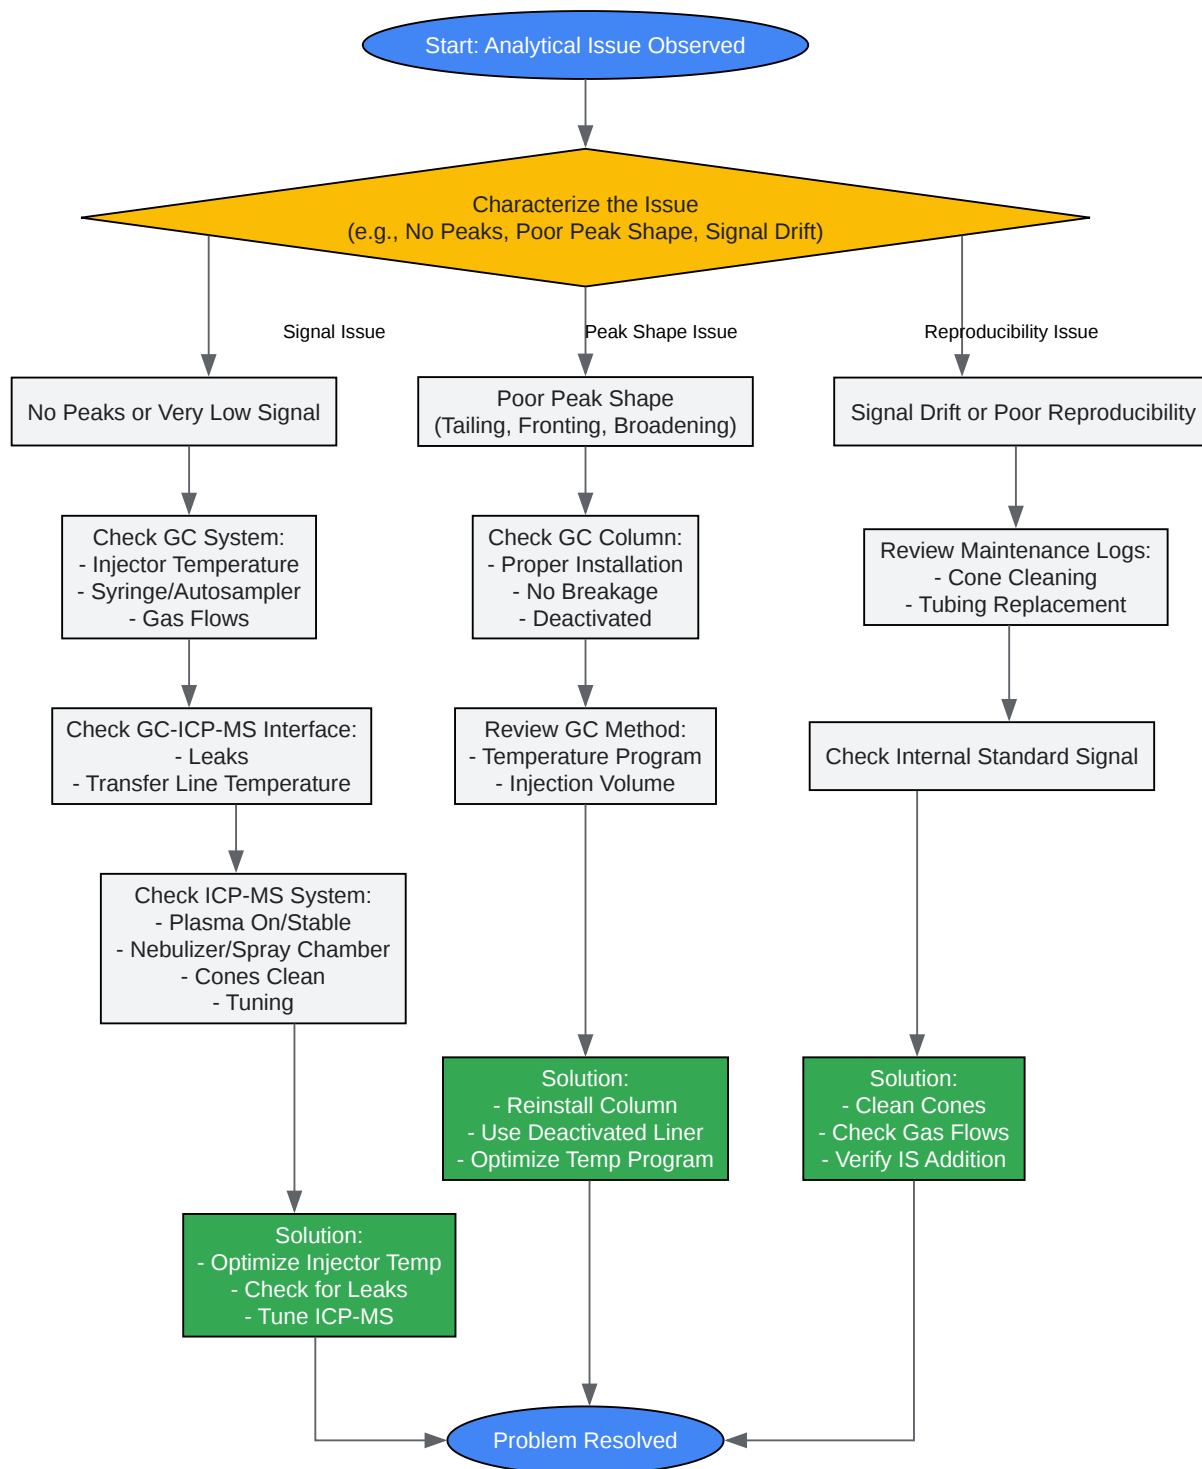 Start: Analytical Issue Observed
Characterize the Issue
(e.g., No Peaks, Poor Peak Shape, Signal Drift)
Signal Issue
Peak Shape Issue
Reproducibility Issue
No Peaks or Very Low Signal
Poor Peak Shape
(Tailing, Fronting, Broadening)
Signal Drift or Poor Reproducibility
Check GC System:
- Injector Temperature
- Syringe/Autosampler
- Gas Flows
Check GC Column:
- Proper Installation
- No Breakage
- Deactivated
Review Maintenance Logs:
- Cone Cleaning
- Tubing Replacement
Check GC-ICP-MS Interface:
- Leaks
- Transfer Line Temperature
Review GC Method:
- Temperature Program
- Injection Volume
Check Internal Standard Signal
Check ICP-MS System:
- Plasma On/Stable
- Nebulizer/Spray Chamber
- Cones Clean
- Tuning
Solution:
- Reinstall Column
- Use Deactivated Liner
- Optimize Temp Program
Solution:
- Clean Cones
- Check Gas Flows
- Verify IS Addition
Solution:
- Optimize Injector Temp
- Check for Leaks
- Tune ICP-MS
Problem Resolved